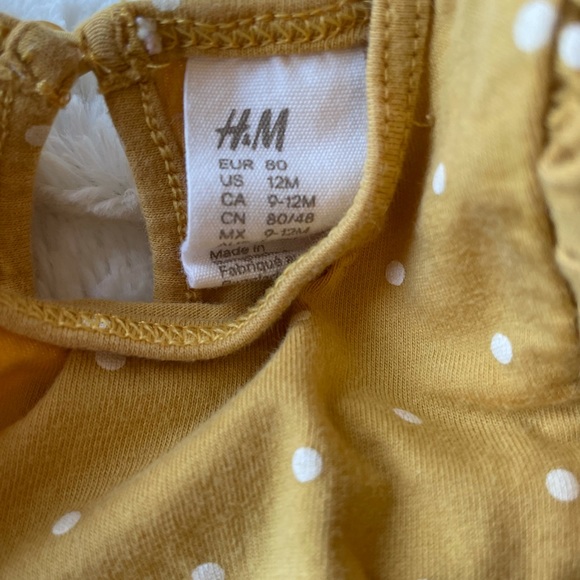 H&M
EUR 80
US 12M
CA 9-12M
CN 80/48
MX 9-12M
Made in
Fabriqué